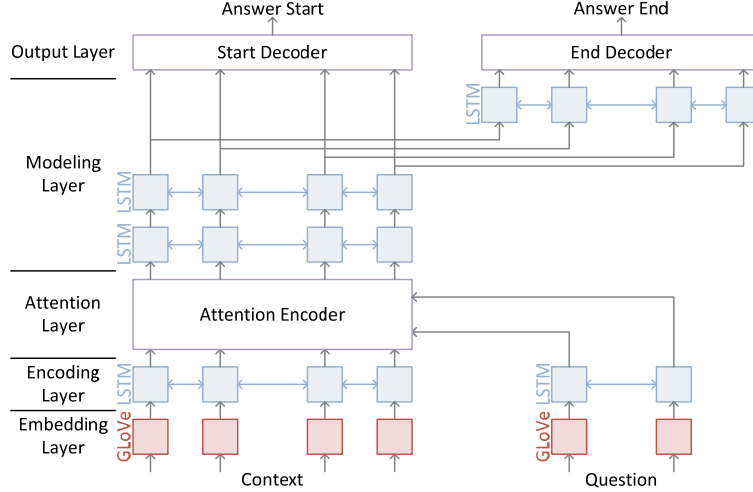 Answer Start
Answer End
Output Layer
Start Decoder
End Decoder
LSTM
Modeling
Layer
LSTM
LSTM
Attention
Layer
Attention Encoder
Encoding
Layer
LSTM
LSTM
Embedding
Layer
GLoVe
GLoVe
Context
Question